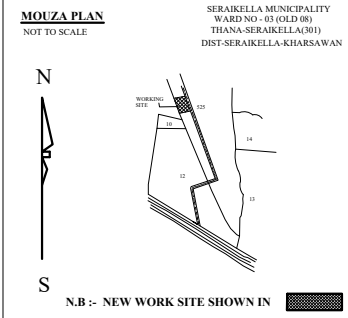 MOUZA PLAN
NOT TO SCALE
SERAIKELLA MUNICIPALITY
WARD NO - 03 (OLD 08)
THANA-SERAIKELLA(301)
DIST-SERAIKELLA-KHARSAWAN
N
WORKING
SITE
525
10
14
12
13
S
N.B :- NEW WORK SITE SHOWN IN